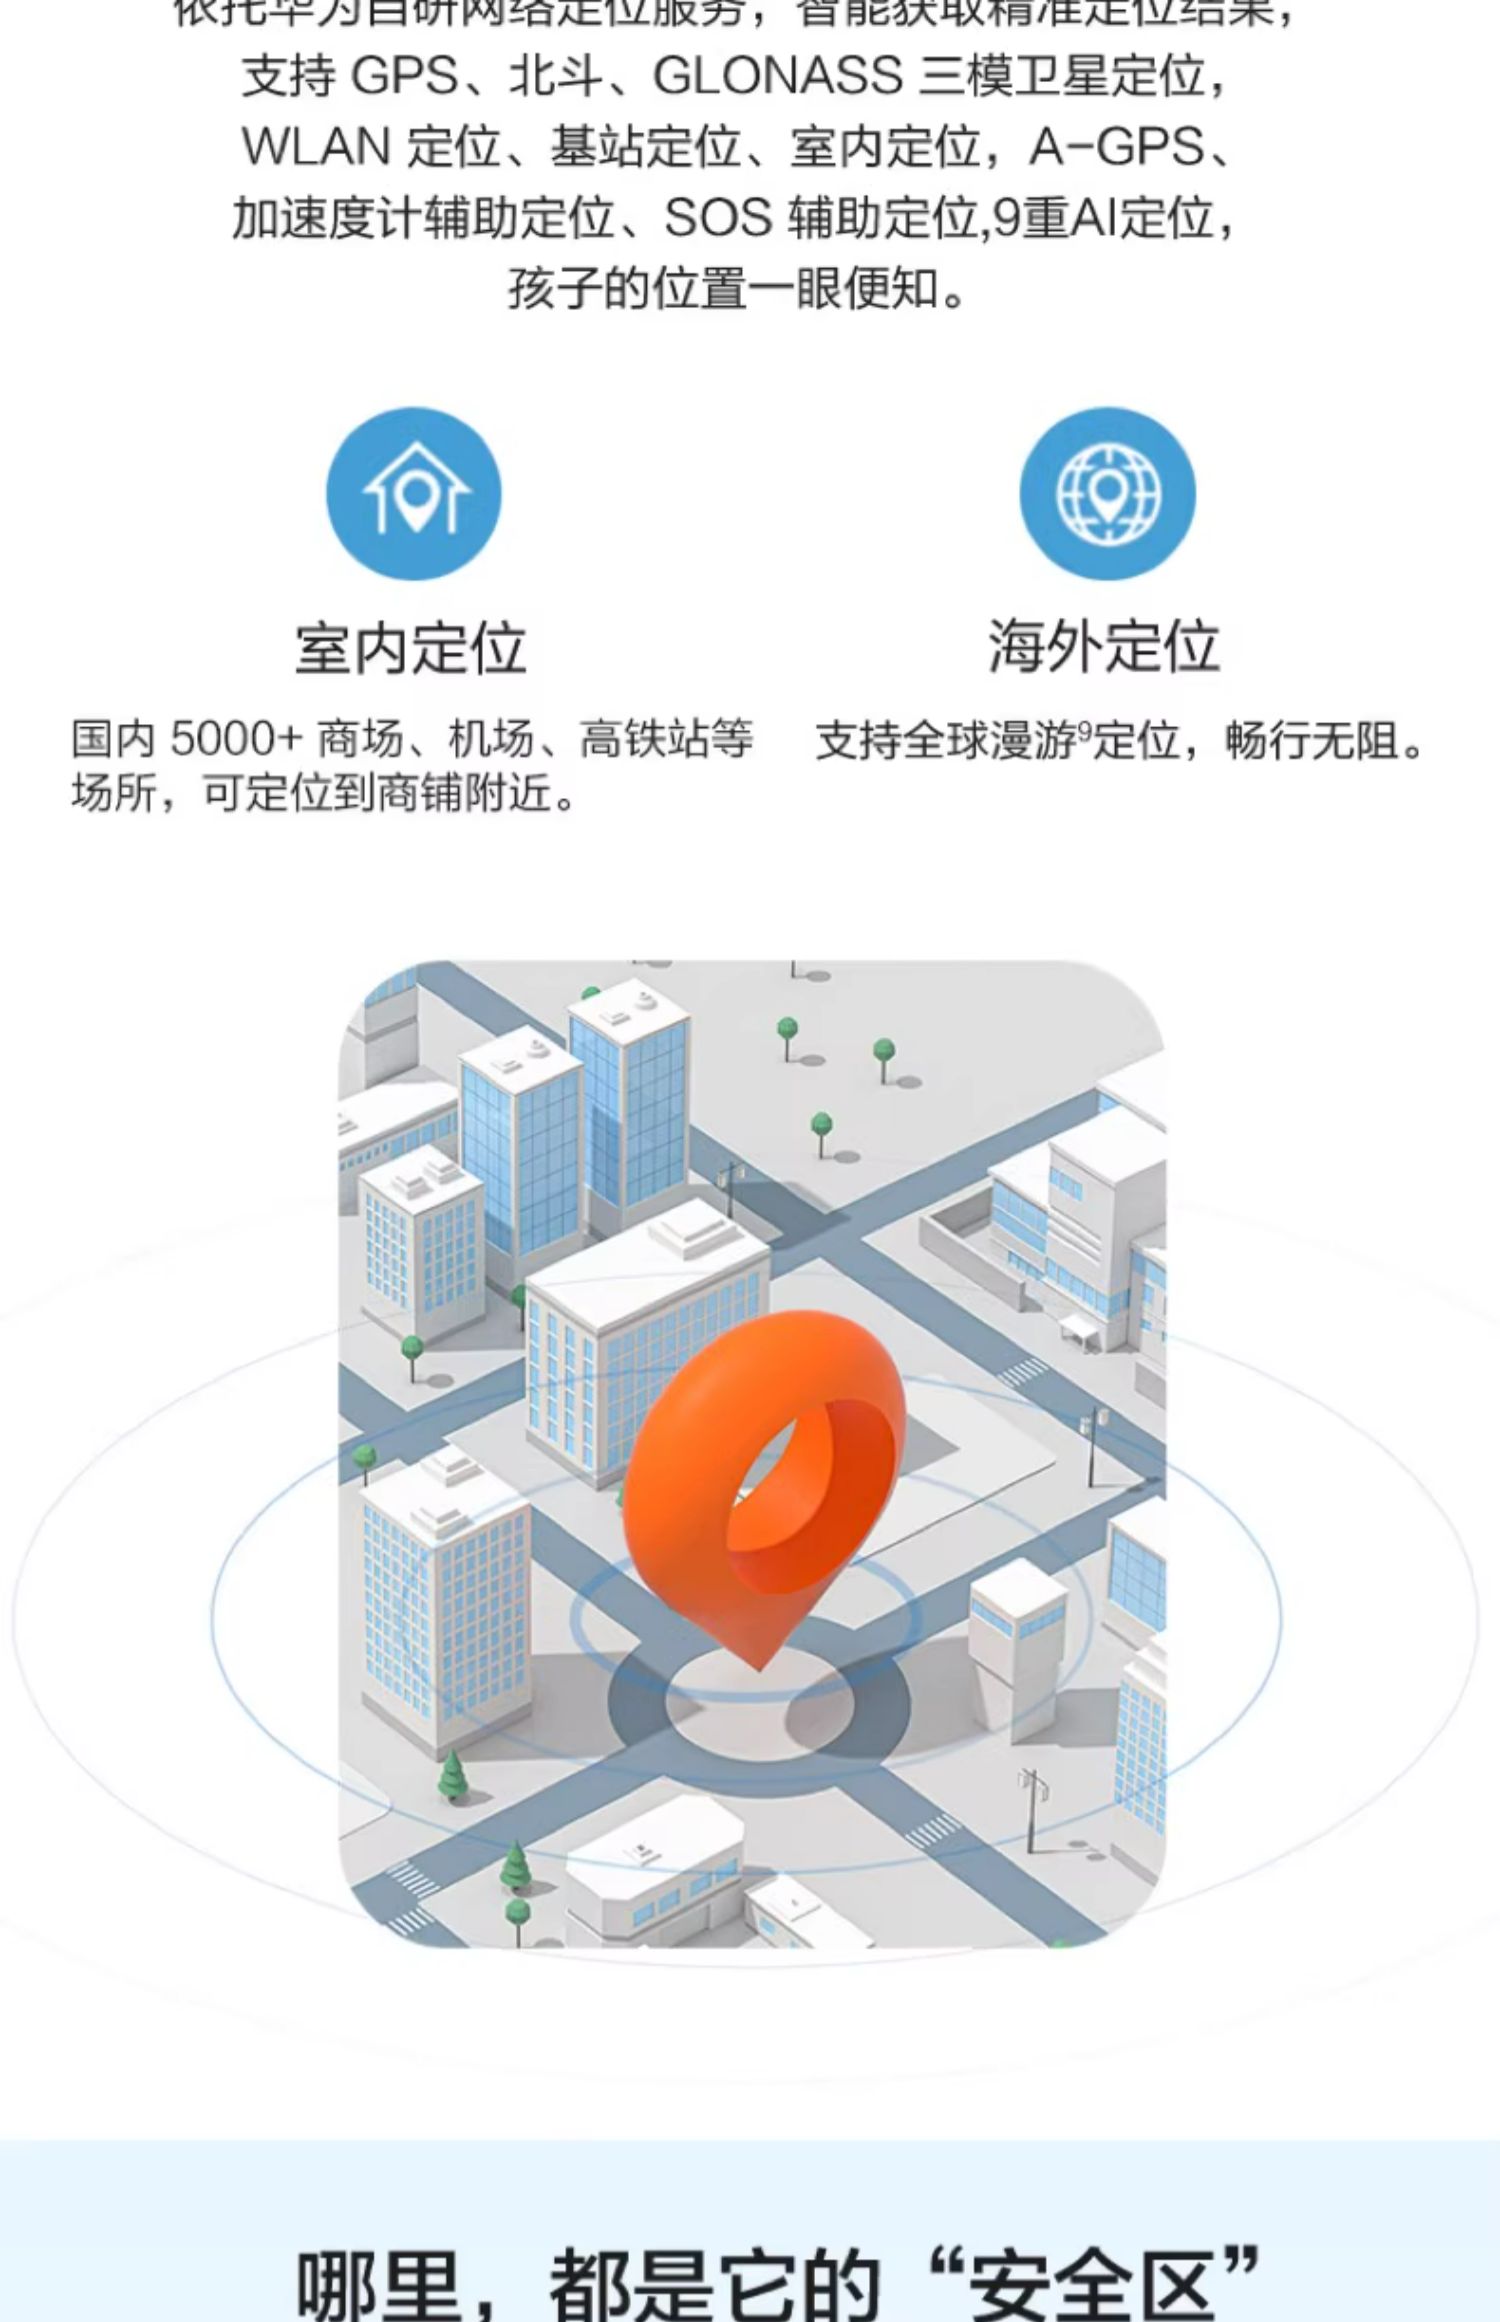 依托华为自研网络定位服务，智能获取精准定位结果，
支持 GPS、北斗、GLONASS 三模卫星定位，
WLAN 定位、基站定位、室内定位，A-GPS、
加速度计辅助定位、SOS 辅助定位,9重AI定位，
孩子的位置一眼便知。
室内定位
国内 5000+ 商场、机场、高铁站等
场所，可定位到商铺附近。
海外定位
支持全球漫游⁹定位，畅行无阻。
哪里，都是它的“安全区”